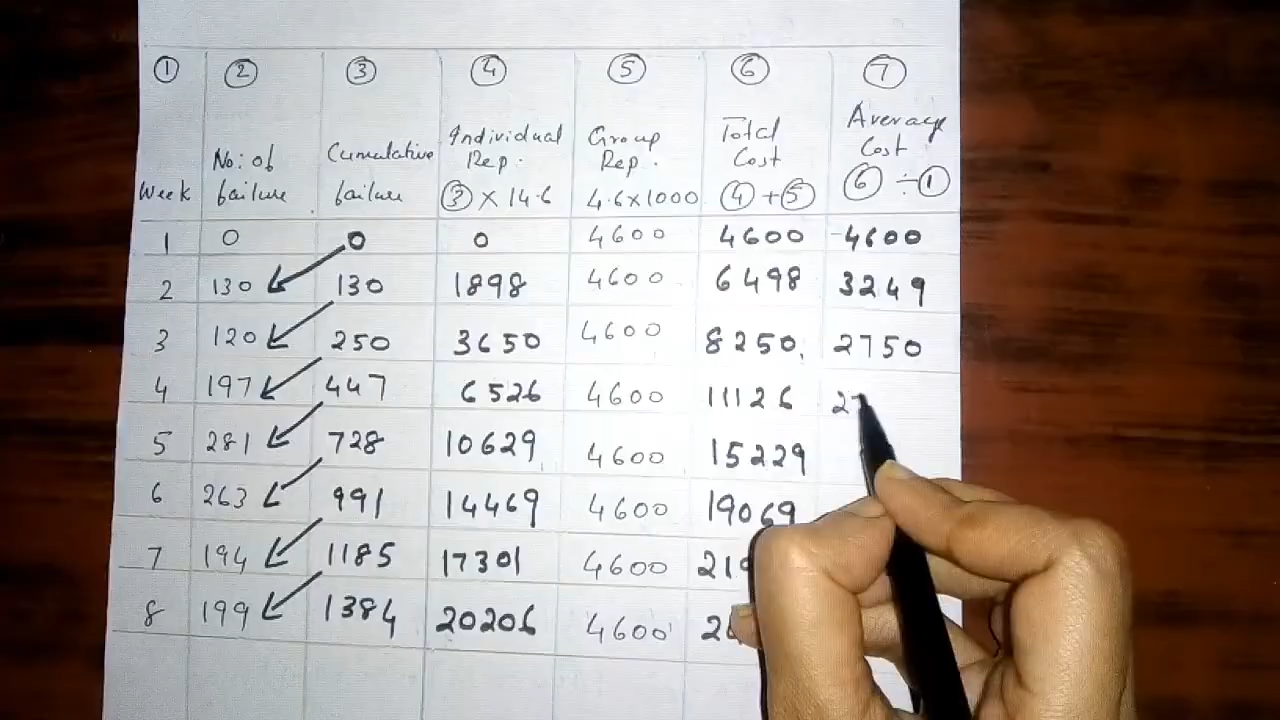 ① ② ③ ④ ⑤ ⑥ ⑦
Week No: of failure Cumulative failure Individual Rep. ③ × 14.6 Group Rep. 4.6×1000 Total Cost ④+⑤ Average Cost ⑥÷①
1 0 0 0 4600 4600 4600
2 130 130 1898 4600 6498 3249
3 120 250 3650 4600 8250 2750
4 197 447 6526 4600 11126
5 281 728 10629 4600 15229
6 263 991 14469 4600 19069
7 194 1185 17301 4600
8 199 1384 20206 4600